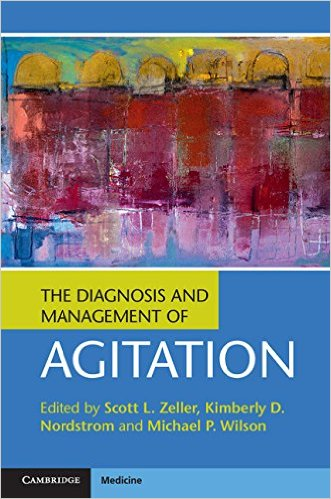 THE DIAGNOSIS AND
MANAGEMENT OF
AGITATION
Edited by Scott L. Zeller, Kimberly D.
Nordstrom and Michael P. Wilson
CAMBRIDGE Medicine